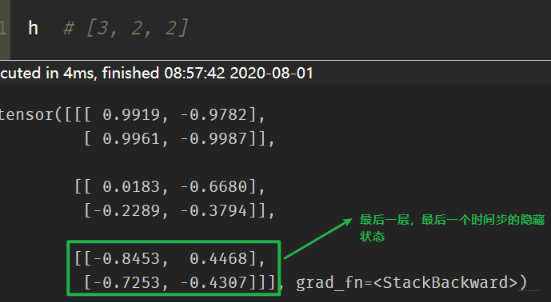 1 h # [3, 2, 2]
cuted in 4ms, finished 08:57:42 2020-08-01
tensor([[[ 0.9919, -0.9782],
[ 0.9961, -0.9987]],
[[ 0.0183, -0.6680],
[-0.2289, -0.3794]],
最后一层，最后一个时间步的隐藏
状态
[[-0.8453, 0.4468],
[-0.7253, -0.4307]]], grad_fn=<StackBackward>)